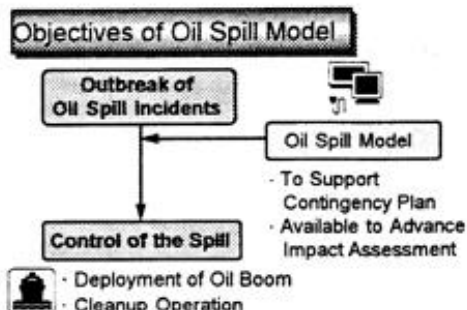 Objectives of Oil Spill Model
Outbreak of
Oil Spill Incidents
Oil Spill Model
· To Support
Contingency Plan
· Available to Advance
Impact Assessment
Control of the Spill
· Deployment of Oil Boom
· Cleanup Operation